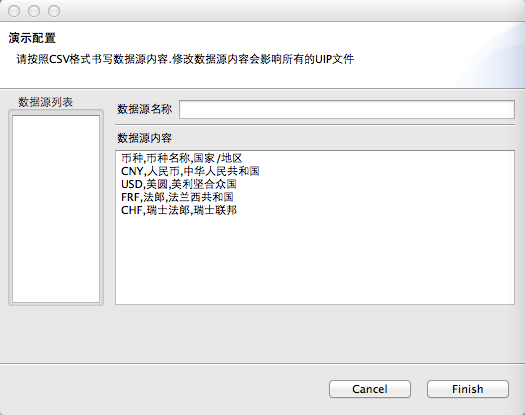 演示配置
请按照CSV格式书写数据源内容.修改数据源内容会影响所有的UIP文件
数据源列表
数据源名称
数据源内容
币种,币种名称,国家/地区
CNY,人民币,中华人民共和国
USD,美圆,美利坚合众国
FRF,法郎,法兰西共和国
CHF,瑞士法郎,瑞士联邦
Cancel
Finish